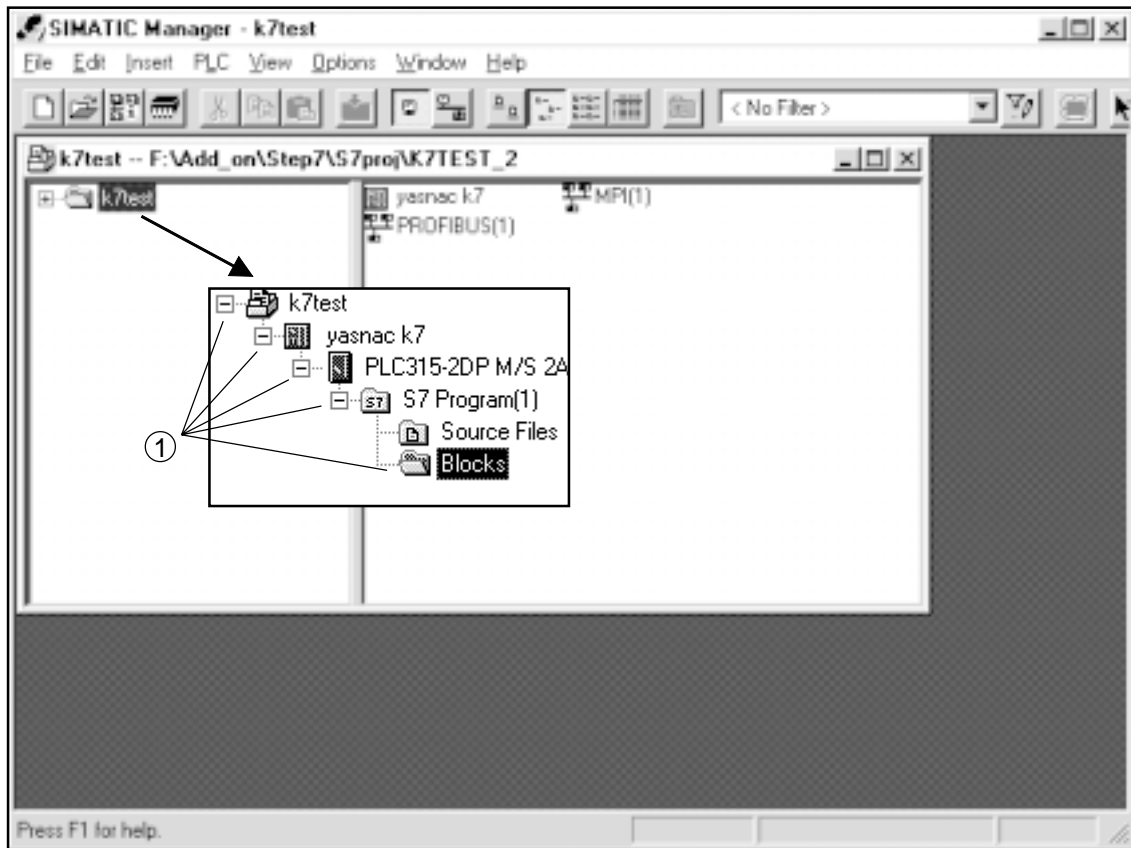 SIMATIC Manager - k7test
File Edit Insert PLC View Options Window Help
< No Filter >
k7test -- F:\Add_on\Step7\S7proj\K7TEST_2
k7test
yasnac k7
MPI(1)
PROFIBUS(1)
k7test
yasnac k7
PLC315-2DP M/S 2A
S7 Program(1)
Source Files
Blocks
①
Press F1 for help.